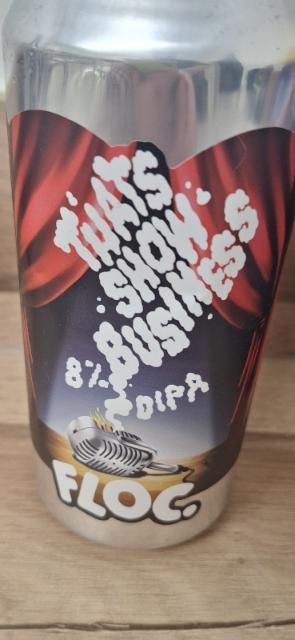 THATS
SHOW
BUSINESS
8% DIPA
FLOC.